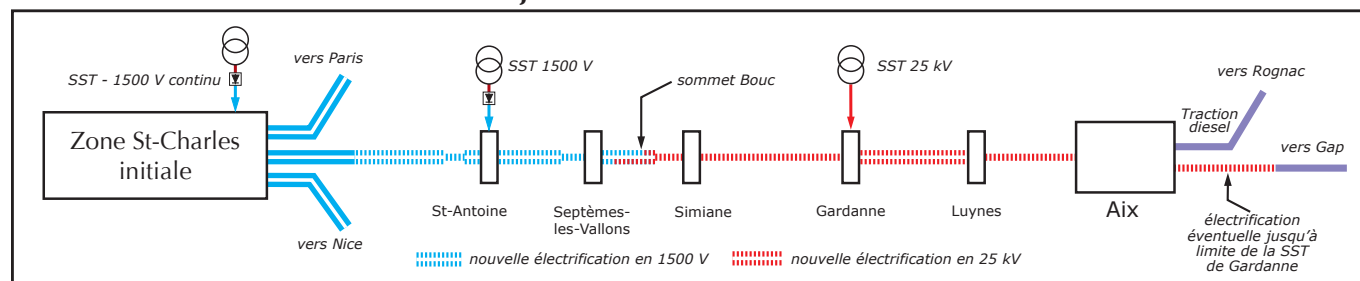 SST - 1500 V continu
vers Paris
SST 1500 V
sommet Bouc
SST 25 kV
vers Rognac
Traction
diesel
vers Gap
Zone St-Charles
initiale
St-Antoine
Septèmes-
les-Vallons
Simiane
Gardanne
Luynes
Aix
vers Nice
électrification
éventuelle jusqu'à
limite de la SST
de Gardanne
nouvelle électrification en 1500 V
nouvelle électrification en 25 kV